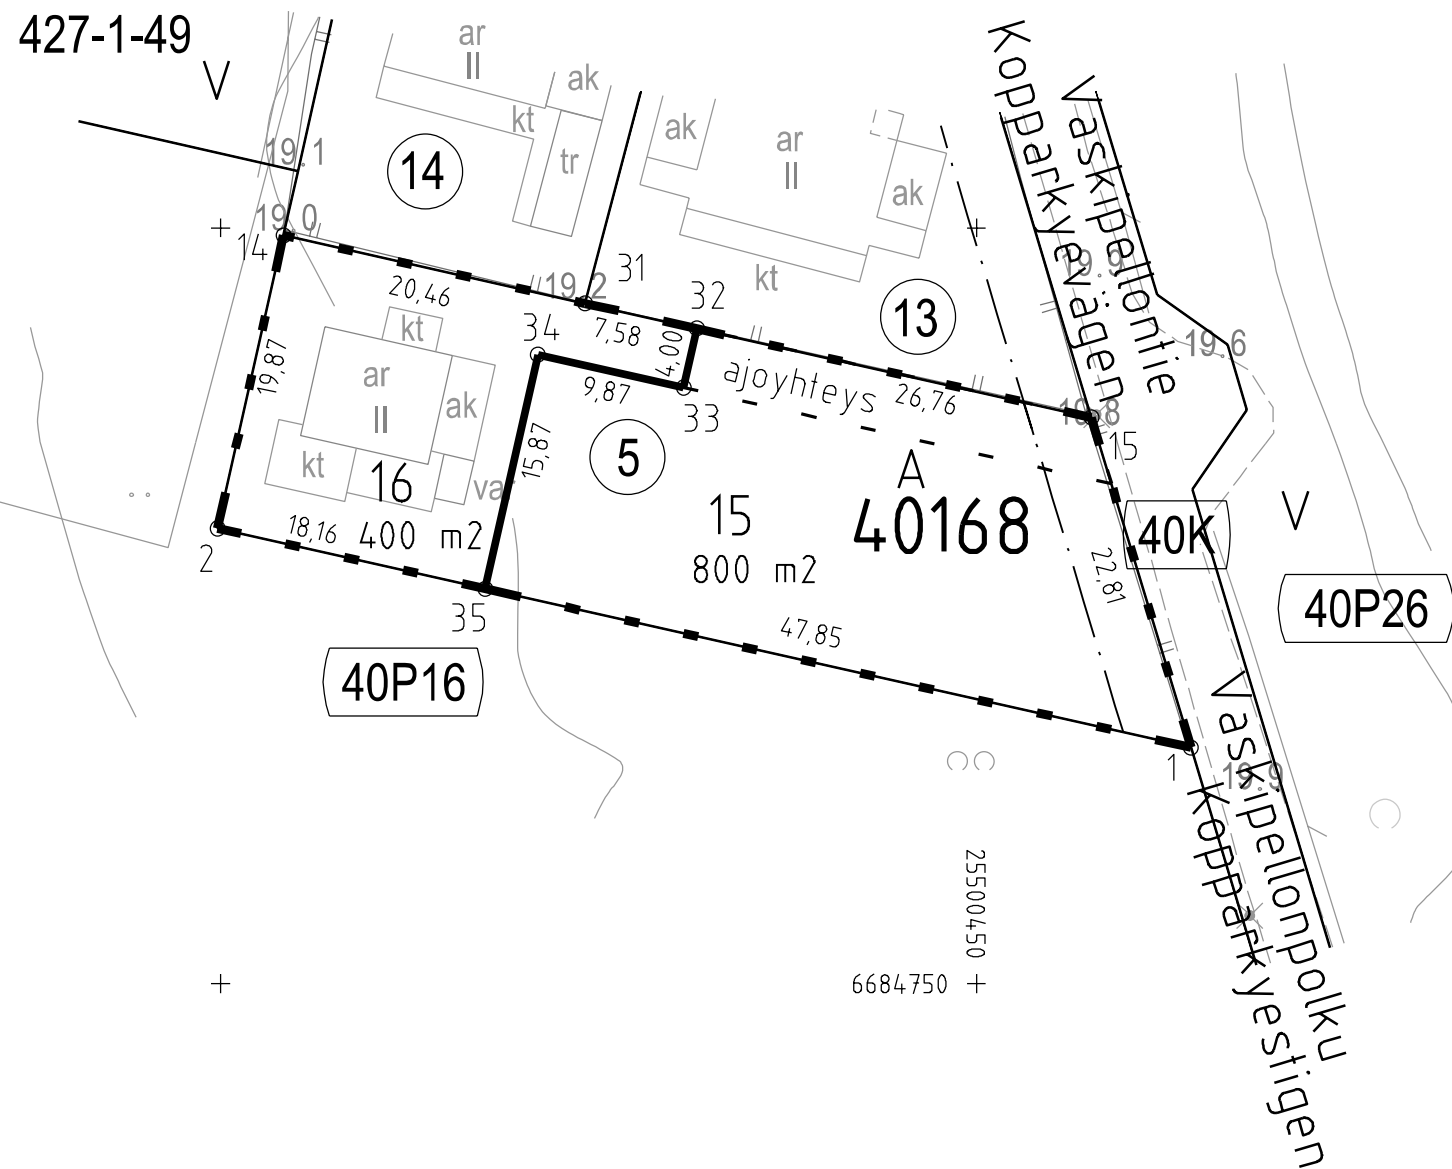 427-1-49
V
ar
II
ak
kt
tr
14
ak
ar
II
ak
kt
13
Kopparkyevägen
Vaskipellontie
19.1
19.0
14
19.2
31
32
20,46
7,58
4,00
34
9,87
33
ajoyhteys
26,76
19.9
19.6
19.8
15
19,87
kt
ar
II
ak
kt
va
16
400 m2
15,87
5
15
800 m2
A
40168
40K
V
40P26
2
18,16
35
47,85
22,81
40P16
1
19.9
Vaskipellonpolku
Kopparkyestigen
25500450
6684750